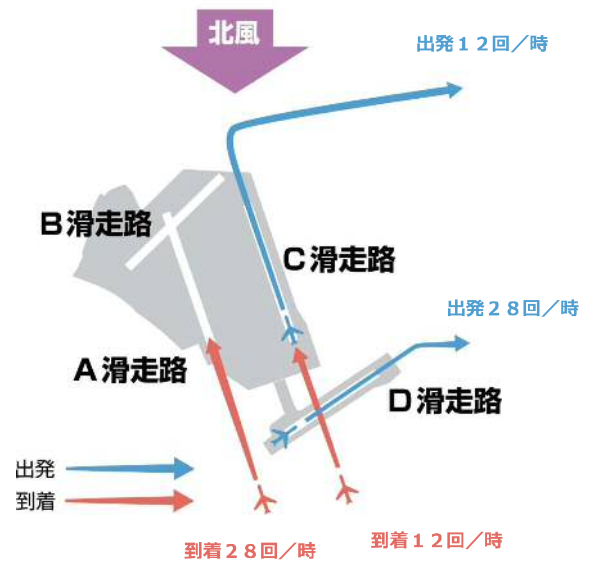 北風
出発１２回／時
B滑走路
C滑走路
出発２８回／時
A滑走路
D滑走路
出発
到着
到着２８回／時
到着１２回／時